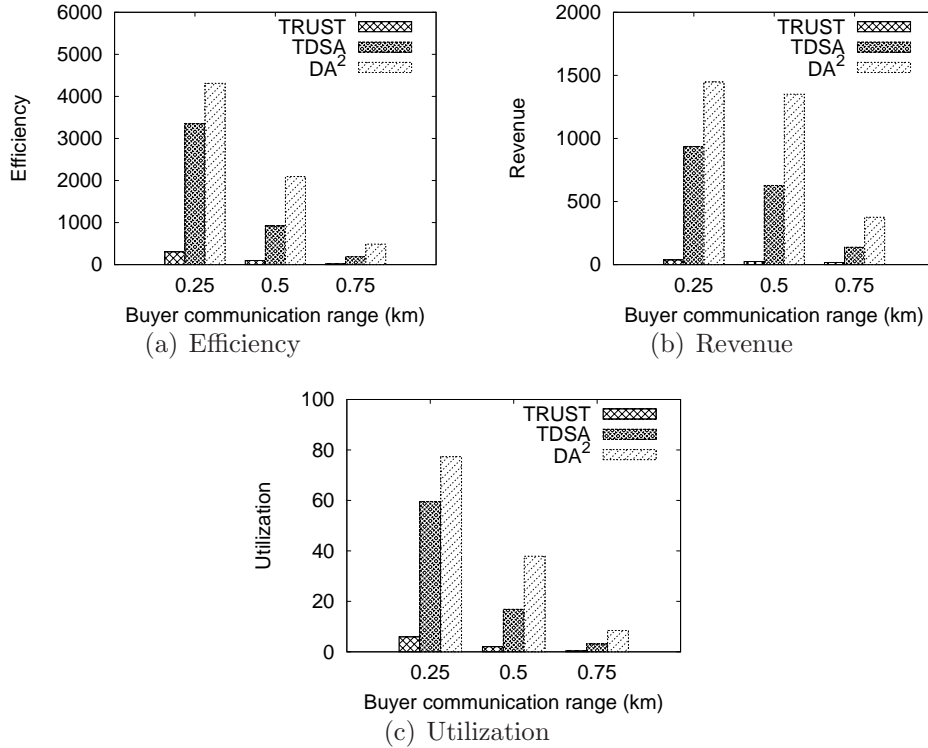 6000
5000
4000
3000
2000
1000
0
Efficiency
TRUST
TDSA
DA²
0.25 0.5 0.75
Buyer communication range (km)
(a) Efficiency
2000
1500
1000
500
0
Revenue
TRUST
TDSA
DA²
0.25 0.5 0.75
Buyer communication range (km)
(b) Revenue
100
80
60
40
20
0
Utilization
TRUST
TDSA
DA²
0.25 0.5 0.75
Buyer communication range (km)
(c) Utilization